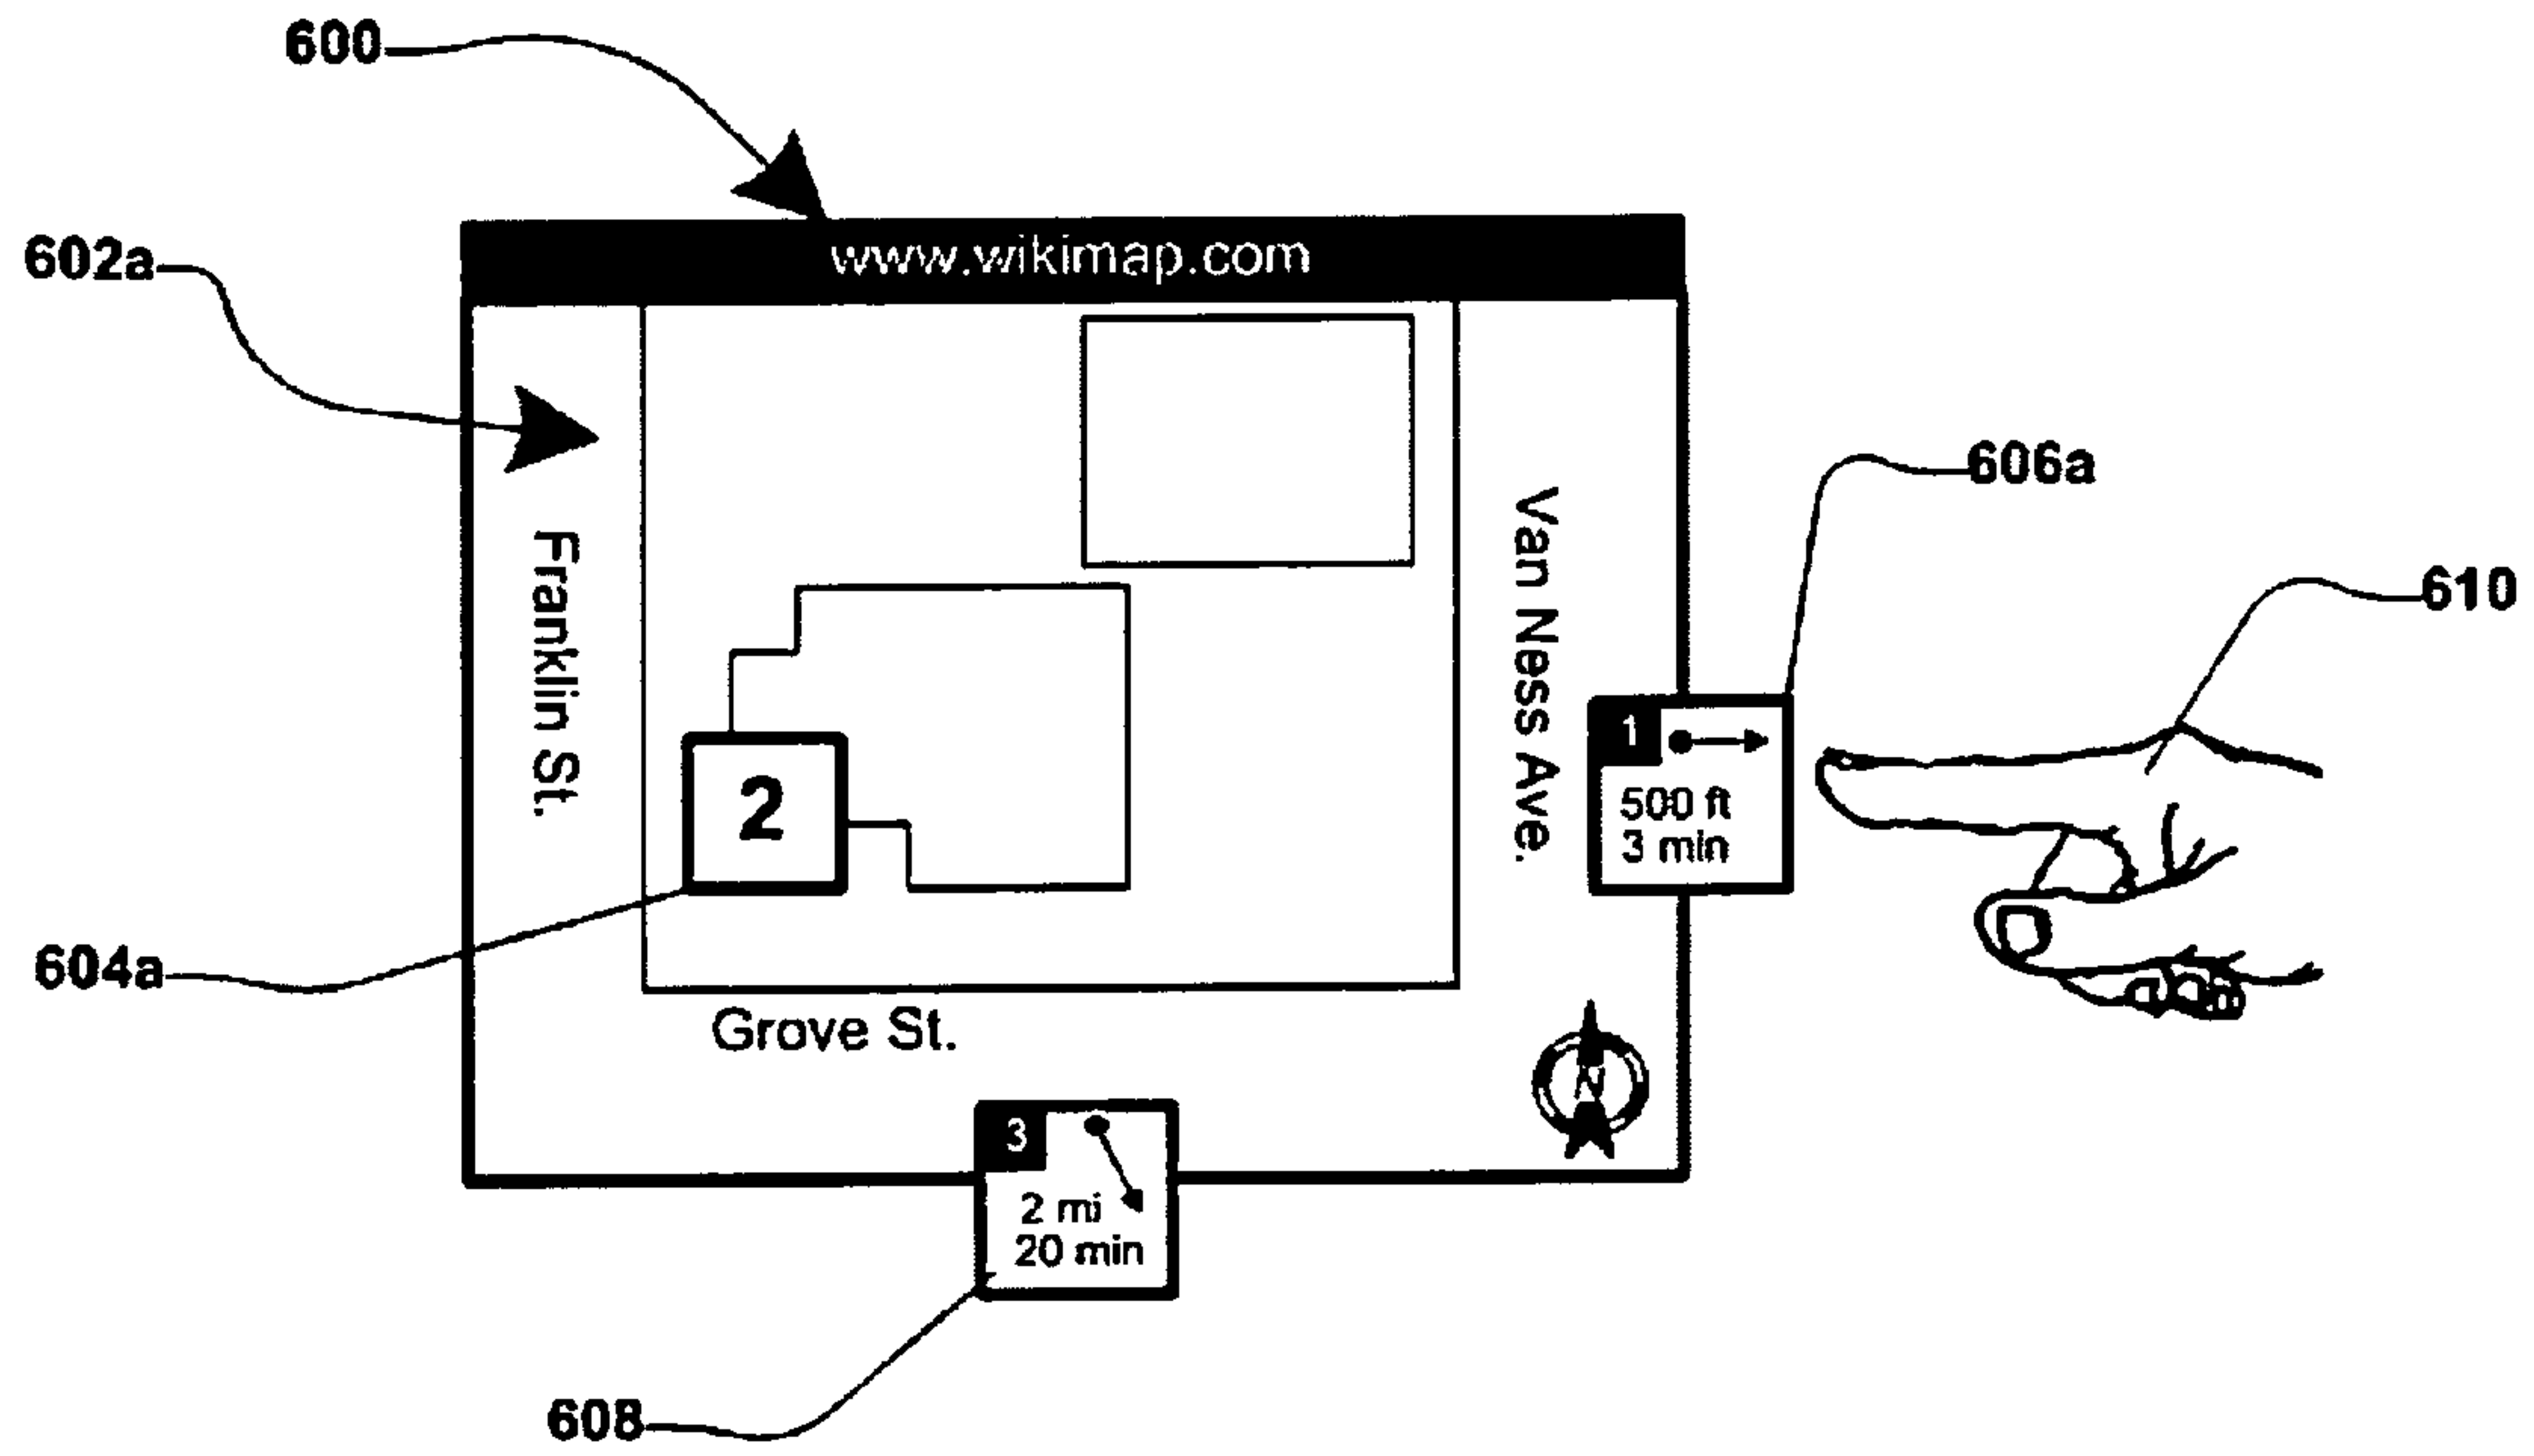 600
602a
www.wikimap.com
606a
610
Franklin St.
Van Ness Ave.
1
500 ft
3 min
2
604a
Grove St.
N
3
2 mi
20 min
608